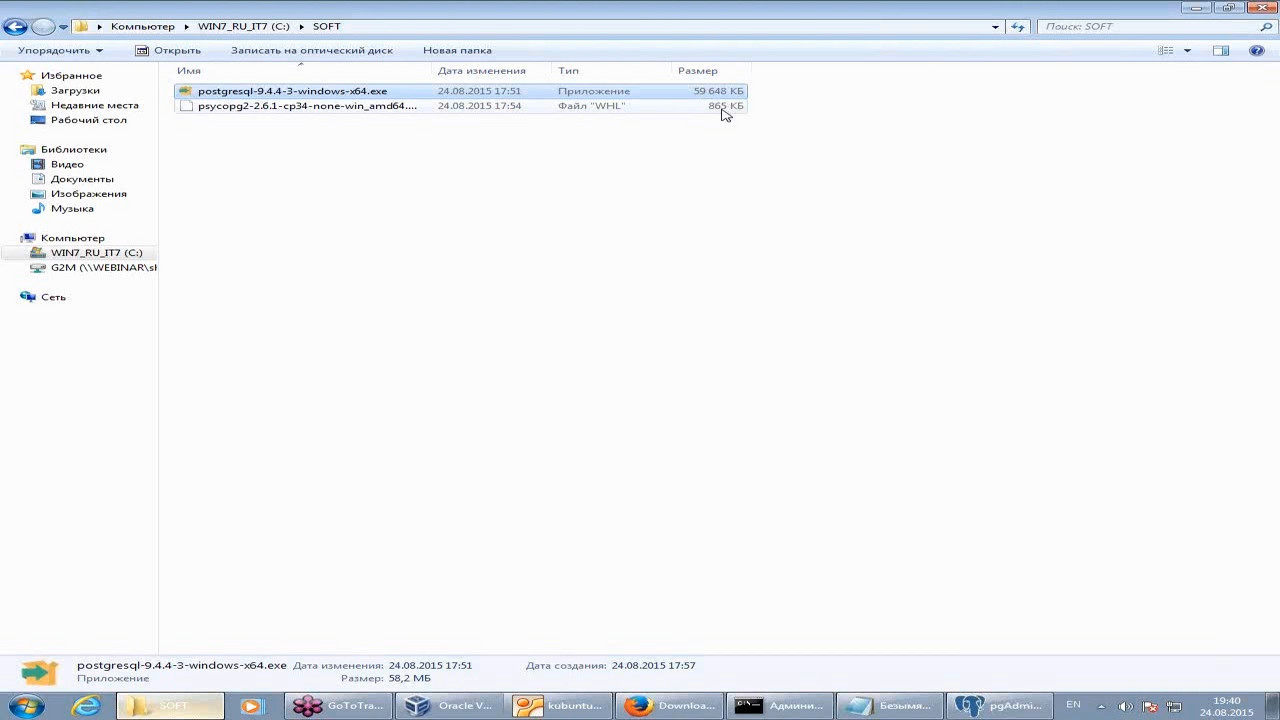 Компьютер WIN7_RU_IT7 (C:) SOFT Поиск: SOFT
Упорядочить Открыть Записать на оптический диск Новая папка
Имя Дата изменения Тип Размер
postgresql-9.4.4-3-windows-x64.exe 24.08.2015 17:51 Приложение 59 648 КБ
psycopg2-2.6.1-cp34-none-win_amd64.... 24.08.2015 17:54 Файл "WHL" 865 КБ
Избранное
Загрузки
Недавние места
Рабочий стол
Библиотеки
Видео
Документы
Изображения
Музыка
Компьютер
WIN7_RU_IT7 (C:)
G2M (\\WEBINAR\sh
Сеть
postgresql-9.4.4-3-windows-x64.exe Дата изменения: 24.08.2015 17:51 Дата создания: 24.08.2015 17:57
Приложение Размер: 58,2 МБ
SOFT GoToTra... Oracle V... kubuntu... Downloa... Админи... Безымя... pgAdmi... EN 19:40
24.08.2015